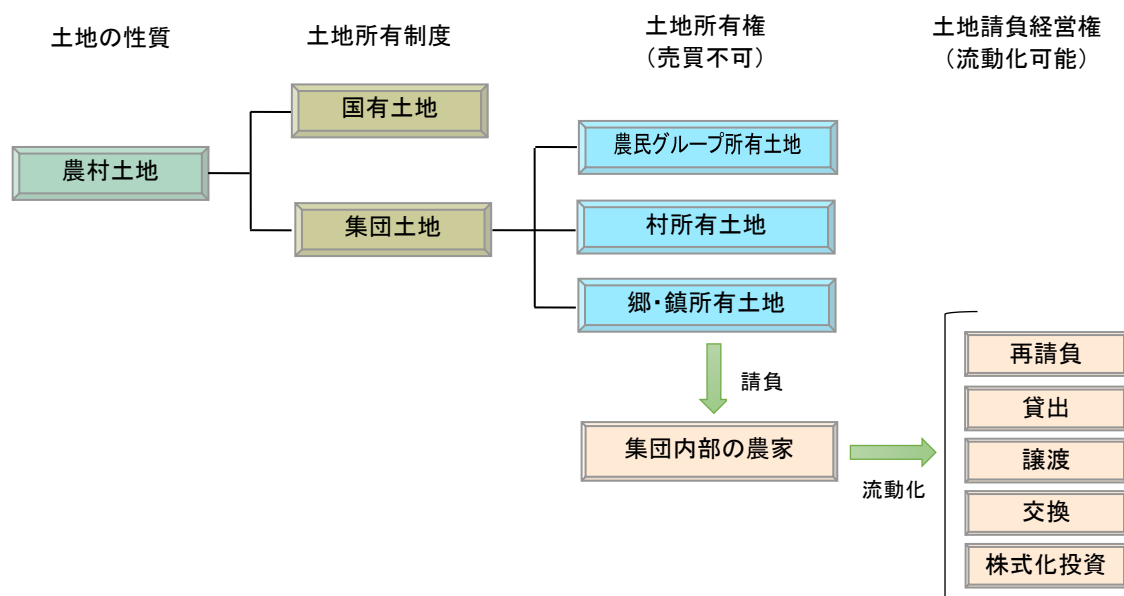 土地の性質
土地所有制度
土地所有権
（売買不可）
土地請負経営権
（流動化可能）
国有土地
農民グループ所有土地
農村土地
集団土地
村所有土地
郷・鎮所有土地
請負
再請負
貸出
集団内部の農家
譲渡
流動化
交換
株式化投資